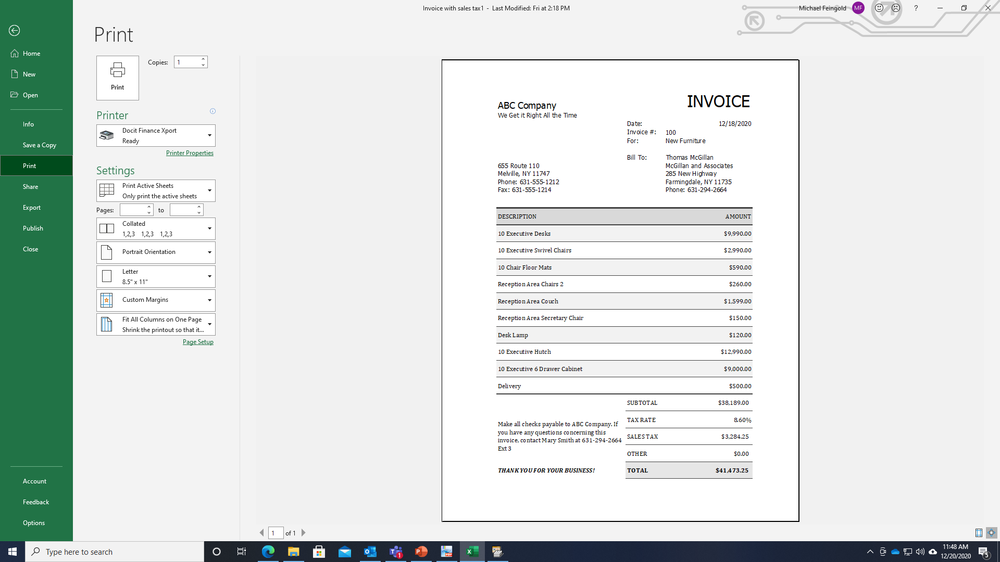 Invoice with sales tax1 - Last Modified: Fri at 2:18 PM
Michael Feingold
MF
?
Print
Home
New
Open
Info
Save a Copy
Print
Share
Export
Publish
Close
Account
Feedback
Options
Print
Copies: 1
Printer
Docit Finance Xport
Ready
Printer Properties
Settings
Print Active Sheets
Only print the active sheets
Pages: to
Collated
1,2,3 1,2,3 1,2,3
Portrait Orientation
Letter
8.5" x 11"
Custom Margins
Fit All Columns on One Page
Shrink the printout so that it...
Page Setup
INVOICE
ABC Company
We Get it Right All the Time
Date: 12/18/2020
Invoice #: 100
For: New Furniture
Bill To: Thomas McGillan
655 Route 110 McGillan and Associates
Melville, NY 11747 285 New Highway
Phone: 631-555-1212 Farmingdale, NY 11735
Fax: 631-555-1214 Phone: 631-294-2664
DESCRIPTION AMOUNT
10 Executive Desks $9,990.00
10 Executive Swivel Chairs $2,990.00
10 Chair Floor Mats $590.00
Reception Area Chairs 2 $260.00
Reception Area Couch $1,599.00
Reception Area Secretary Chair $150.00
Desk Lamp $120.00
10 Executive Hutch $12,990.00
10 Executive 6 Drawer Cabinet $9,000.00
Delivery $500.00
SUBTOTAL $38,189.00
TAX RATE 8.60%
SALES TAX $3,284.25
OTHER $0.00
TOTAL $41,473.25
Make all checks payable to ABC Company. If
you have any questions concerning this
invoice, contact Mary Smith at 631-294-2664
Ext 3
THANK YOU FOR YOUR BUSINESS!
1 of 1
Type here to search
1
11:48 AM
12/20/2020
5